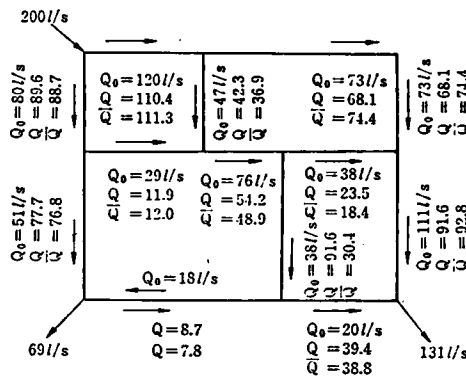 200l/s
Q₀=80l/s
Q =89.6
Q̅ =88.7
Q₀=120l/s
Q =110.4
Q̅ =111.3
Q₀=47l/s
Q =42.3
Q̅ =36.9
Q₀=73l/s
Q =68.1
Q̅ =74.4
Q₀=73l/s
Q =68.1
Q̅ =74.4
Q₀=51l/s
Q =77.7
Q̅ =76.8
Q₀=29l/s
Q =11.9
Q̅ =12.0
Q₀=76l/s
Q =54.2
Q̅ =48.9
Q₀=38l/s
Q =23.5
Q̅ =18.4
Q₀=38l/s
Q =91.6
Q̅ =30.4
Q₀=111l/s
Q =91.6
Q̅ =92.8
Q₀=18l/s
69l/s
Q=8.7
Q=7.8
Q₀=20l/s
Q =39.4
Q̅ =38.8
131l/s